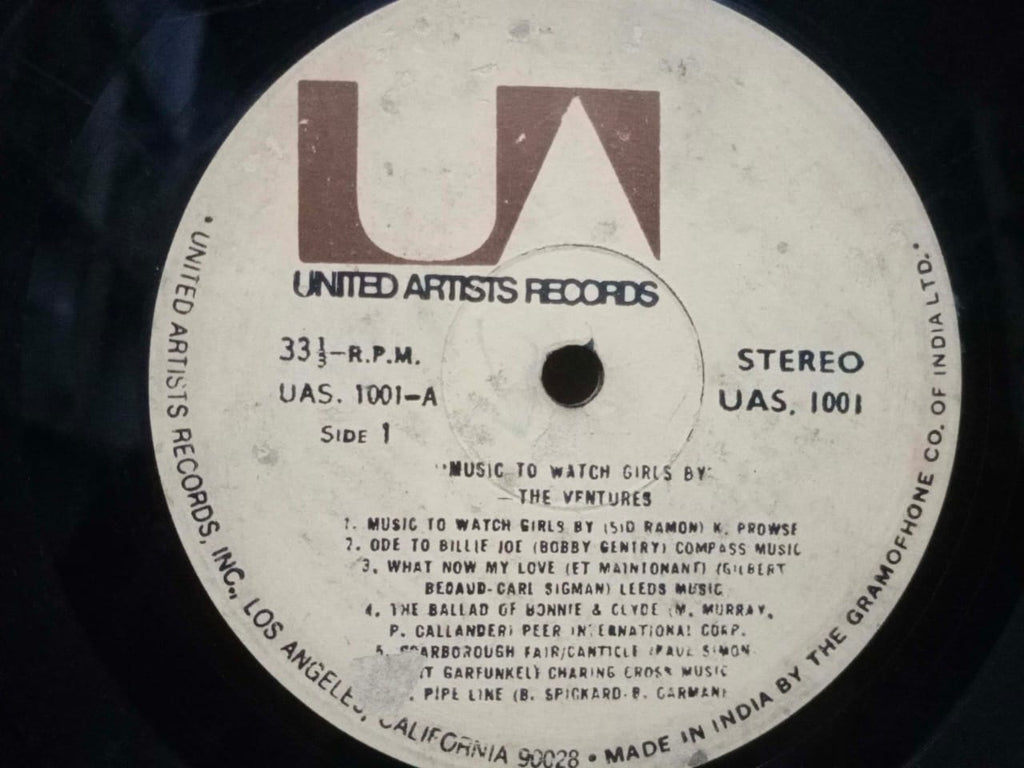 UA
UNITED ARTISTS RECORDS
33⅓-R.P.M.
UAS. 1001-A
SIDE 1
STEREO
UAS. 1001
"MUSIC TO WATCH GIRLS BY"
- THE VENTURES
1. MUSIC TO WATCH GIRLS BY (SID RAMON) K. PROWSE
2. ODE TO BILLIE JOE (BOBBY GENTRY) COMPASS MUSIC
3. WHAT NOW MY LOVE (ET MAINTONANT) (GILBERT
BECAUD-CARL SIGMAN) LEEDS MUSIC
4. THE BALLAD OF BONNIE & CLYDE (M. MURRAY,
P. CALLANDER) PEER INTERNATIONAL CORP.
5. SCARBOROUGH FAIR/CANTICLE (PAUL SIMON
GARFUNKEL) CHARING CROSS MUSIC
PIPE LINE (B. SPICKARD-B. CARMAN)
• UNITED ARTISTS RECORDS, INC., LOS ANGELES, CALIFORNIA 90028 • MADE IN INDIA BY THE GRAMOFHONE CO. OF INDIA LTD. •